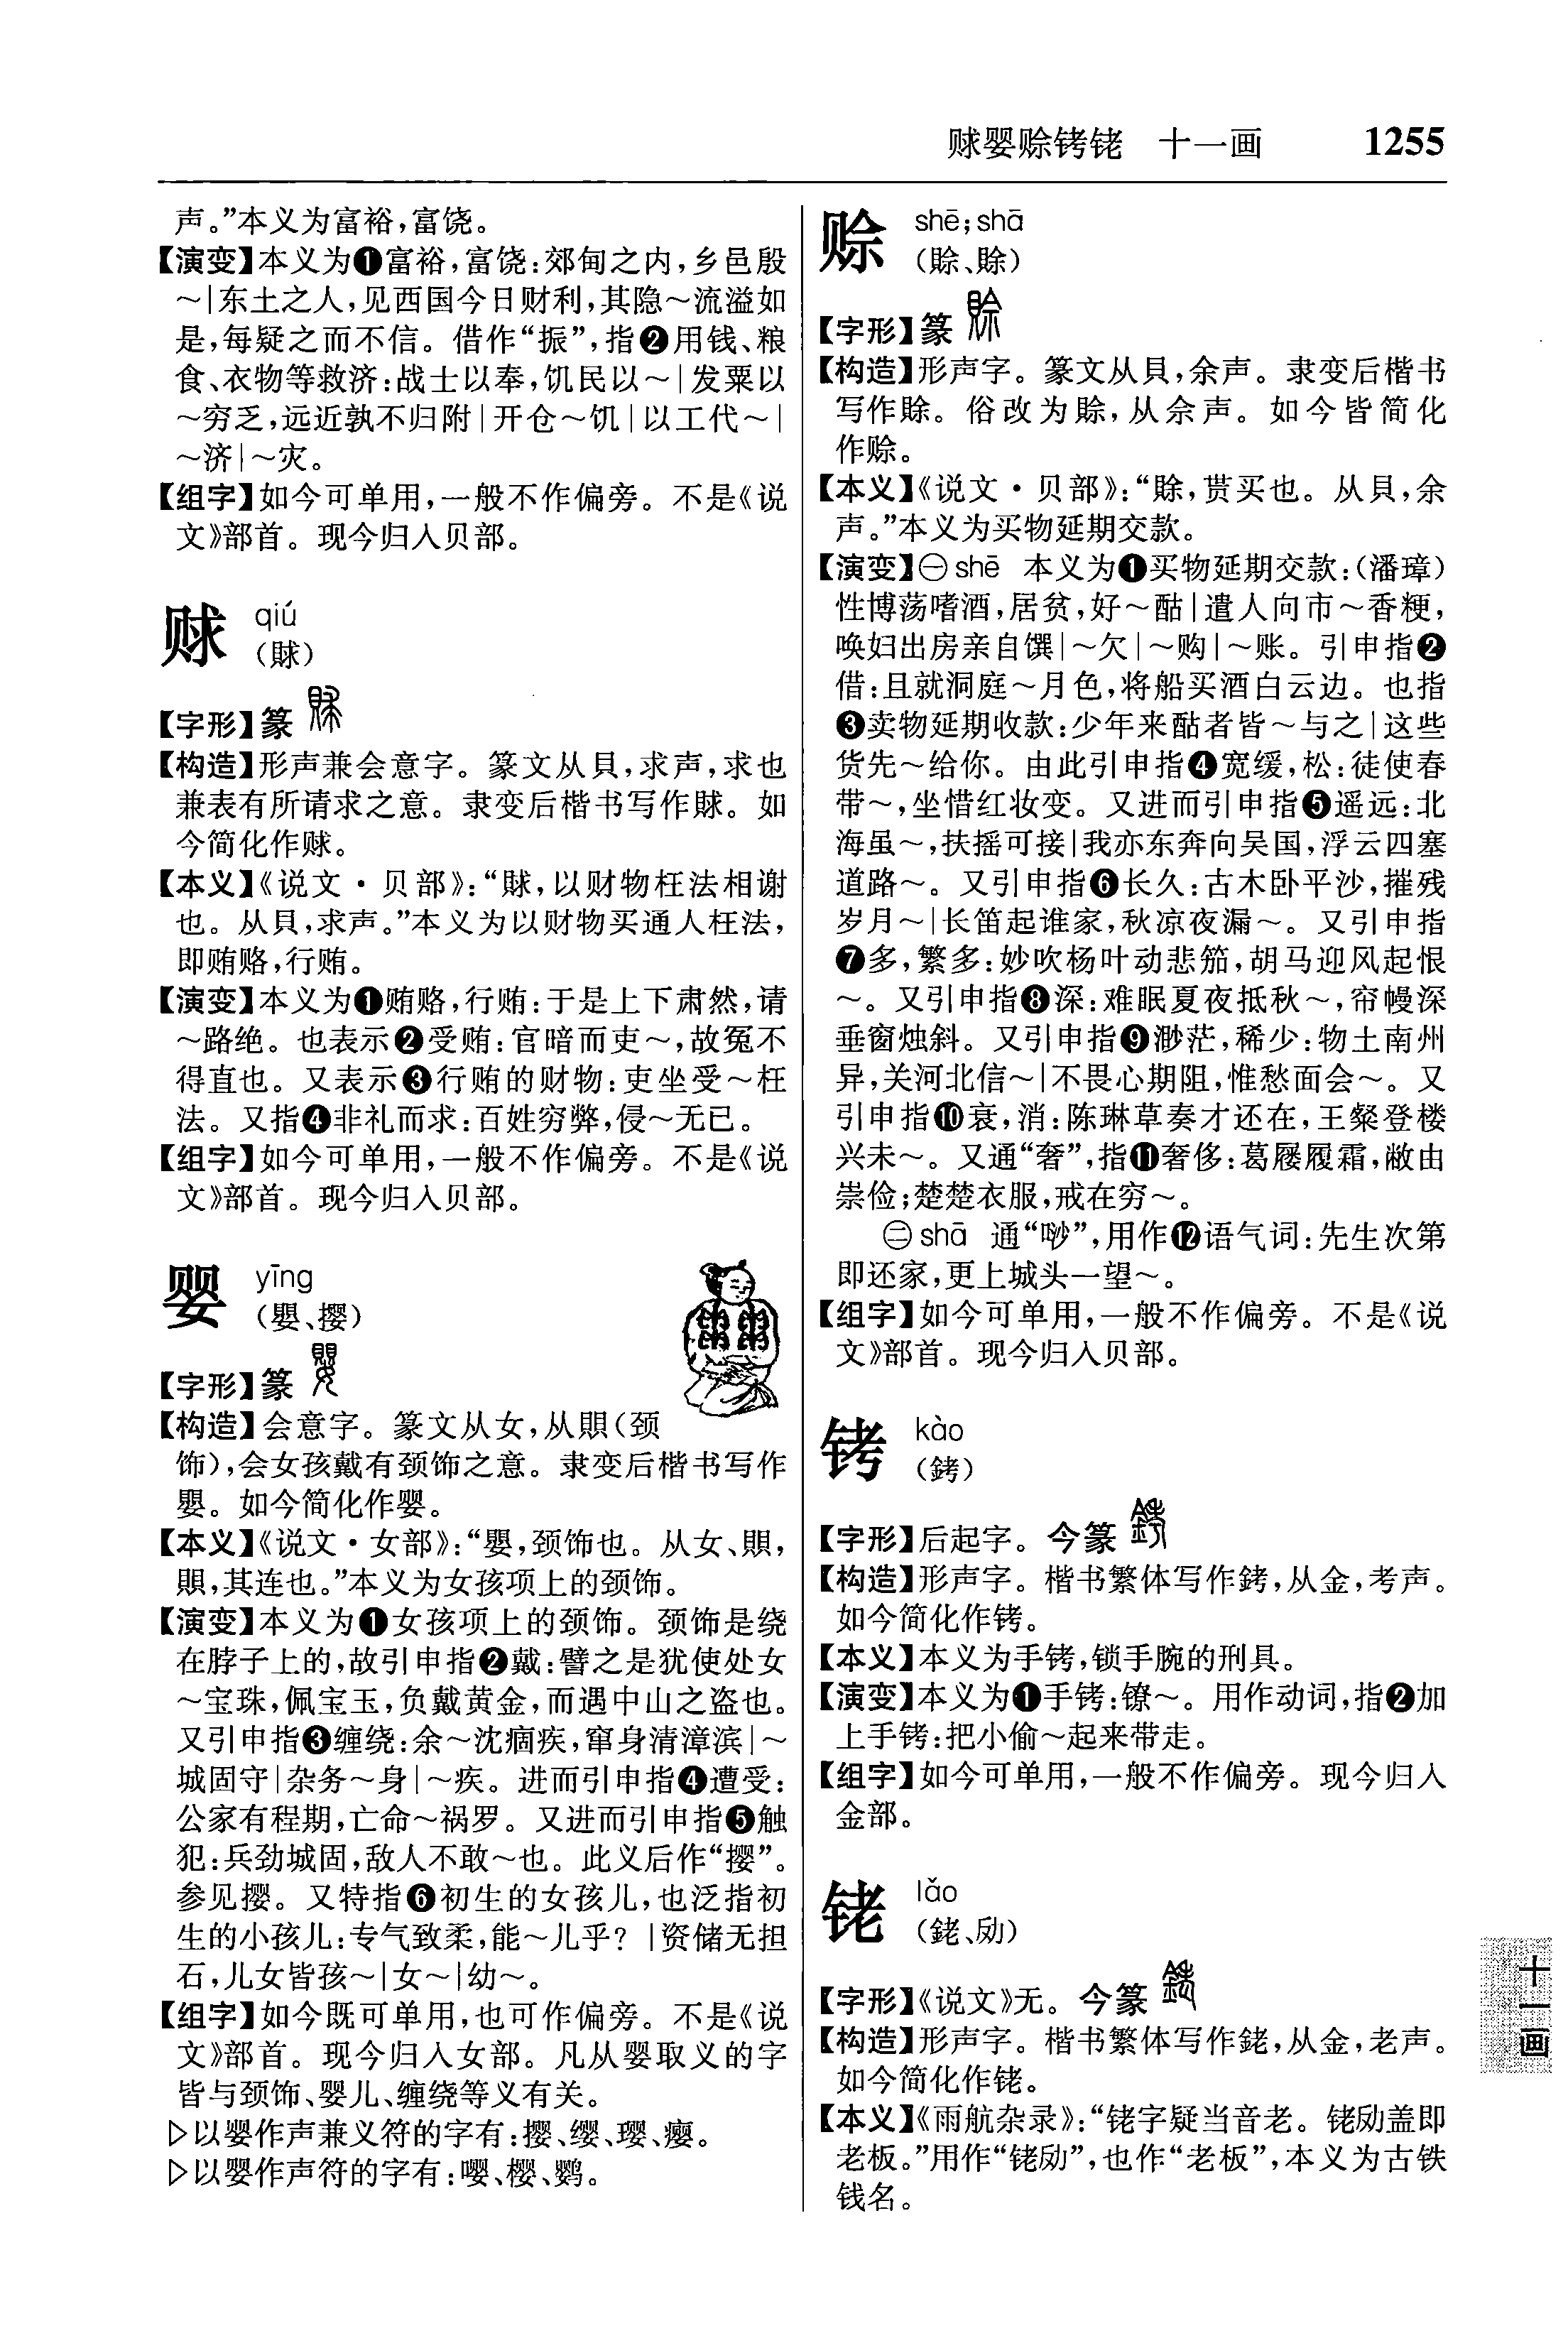 赇婴赊铐铑 十一画 1255
声。”本义为富裕,富饶。
【演变】本义为❶富裕,富饶:郊甸之内,乡邑殷
～|东土之人,见西国今日财利,其隐～流溢如
是,每疑之而不信。借作“振”,指❷用钱、粮
食、衣物等救济:战士以奉,饥民以～|发粟以
～穷乏,远近孰不归附|开仓～饥|以工代～|
～济|～灾。
【组字】如今可单用,一般不作偏旁。不是《说
文》部首。现今归入贝部。
赇 qiú
(賕)
【字形】篆
【构造】形声兼会意字。篆文从貝,求声,求也
兼表有所请求之意。隶变后楷书写作賕。如
今简化作赇。
【本义】《说文·贝部》:“賕,以财物枉法相谢
也。从貝,求声。”本义为以财物买通人枉法,
即贿赂,行贿。
【演变】本义为❶贿赂,行贿:于是上下肃然,请
～路绝。也表示❷受贿:官暗而吏～,故冤不
得直也。又表示❸行贿的财物:吏坐受～枉
法。又指❹非礼而求:百姓穷弊,侵～无已。
【组字】如今可单用,一般不作偏旁。不是《说
文》部首。现今归入贝部。
婴 yīng
(嬰、撄)
【字形】篆
【构造】会意字。篆文从女,从賏(颈
饰),会女孩戴有颈饰之意。隶变后楷书写作
嬰。如今简化作婴。
【本义】《说文·女部》:“嬰,颈饰也。从女、賏,
賏,其连也。”本义为女孩项上的颈饰。
【演变】本义为❶女孩项上的颈饰。颈饰是绕
在脖子上的,故引申指❷戴:譬之是犹使处女
～宝珠,佩宝玉,负戴黄金,而遇中山之盗也。
又引申指❸缠绕:余～沈痼疾,窜身清漳滨|～
城固守|杂务～身|～疾。进而引申指❹遭受:
公家有程期,亡命～祸罗。又进而引申指❺触
犯:兵劲城固,敌人不敢～也。此义后作“撄”。
参见撄。又特指❻初生的女孩儿,也泛指初
生的小孩儿:专气致柔,能～儿乎?|资储无担
石,儿女皆孩～|女～|幼～。
【组字】如今既可单用,也可作偏旁。不是《说
文》部首。现今归入女部。凡从婴取义的字
皆与颈饰、婴儿、缠绕等义有关。
▷以婴作声兼义符的字有:撄、缨、璎、瘿。
▷以婴作声符的字有:嘤、樱、鹦。
赊 shē;shā
(賒、賖)
【字形】篆
【构造】形声字。篆文从貝,余声。隶变后楷书
写作賖。俗改为賒,从佘声。如今皆简化
作赊。
【本义】《说文·贝部》:“賖,贳买也。从貝,余
声。”本义为买物延期交款。
【演变】㊀shē 本义为❶买物延期交款:(潘璋)
性博荡嗜酒,居贫,好～酤|遣人向市～香粳,
唤妇出房亲自馔|～欠|～购|～账。引申指❷
借:且就洞庭～月色,将船买酒白云边。也指
❸卖物延期收款:少年来酤者皆～与之|这些
货先～给你。由此引申指❹宽缓,松:徒使春
带～,坐惜红妆变。又进而引申指❺遥远:北
海虽～,扶摇可接|我亦东奔向吴国,浮云四塞
道路～。又引申指❻长久:古木卧平沙,摧残
岁月～|长笛起谁家,秋凉夜漏～。又引申指
❼多,繁多:妙吹杨叶动悲笳,胡马迎风起恨
～。又引申指❽深:难眠夏夜抵秋～,帘幔深
垂窗烛斜。又引申指❾渺茫,稀少:物土南州
异,关河北信～|不畏心期阻,惟愁面会～。又
引申指❿衰,消:陈琳草奏才还在,王粲登楼
兴未～。又通“奢”,指⓫奢侈:葛屦履霜,敝由
崇俭;楚楚衣服,戒在穷～。
㊁shā 通“唦”,用作⓬语气词:先生次第
即还家,更上城头一望～。
【组字】如今可单用,一般不作偏旁。不是《说
文》部首。现今归入贝部。
铐 kào
(銬)
【字形】后起字。今篆
【构造】形声字。楷书繁体写作銬,从金,考声。
如今简化作铐。
【本义】本义为手铐,锁手腕的刑具。
【演变】本义为❶手铐:镣～。用作动词,指❷加
上手铐:把小偷～起来带走。
【组字】如今可单用,一般不作偏旁。现今归入
金部。
铑 lǎo
(銠、励)
【字形】《说文》无。今篆
【构造】形声字。楷书繁体写作銠,从金,老声。
如今简化作铑。
【本义】《雨航杂录》:“铑字疑当音老。铑励盖即
老板。”用作“铑励”,也作“老板”,本义为古铁
钱名。
十一画